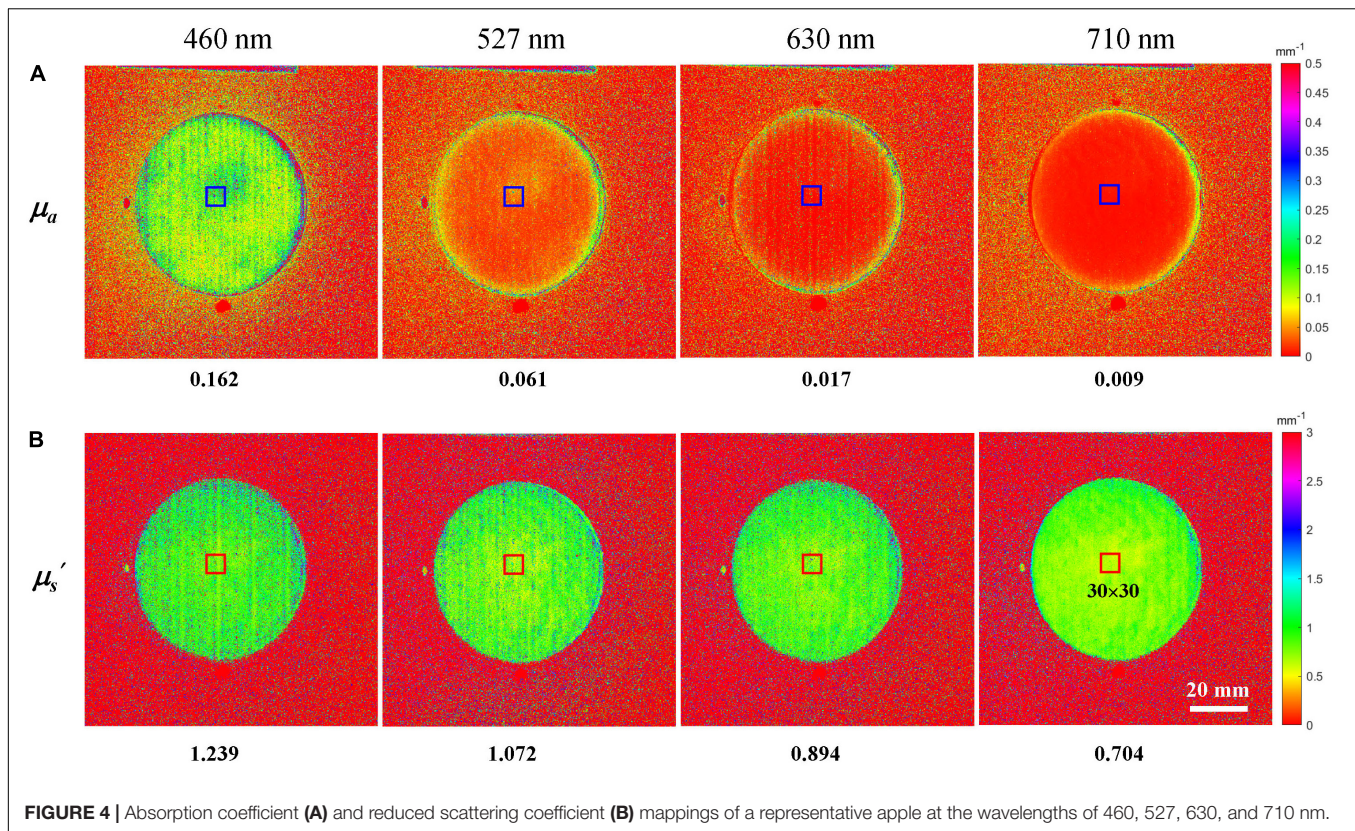 460 nm 527 nm 630 nm 710 nm
A
mm⁻¹
0.5
0.45
0.4
0.35
0.3
0.25
0.2
0.15
0.1
0.05
0
μa
0.162 0.061 0.017 0.009
B
mm⁻¹
3
2.5
2
1.5
1
0.5
0
μs′
30×30
20 mm
1.239 1.072 0.894 0.704
FIGURE 4 | Absorption coefficient (A) and reduced scattering coefficient (B) mappings of a representative apple at the wavelengths of 460, 527, 630, and 710 nm.